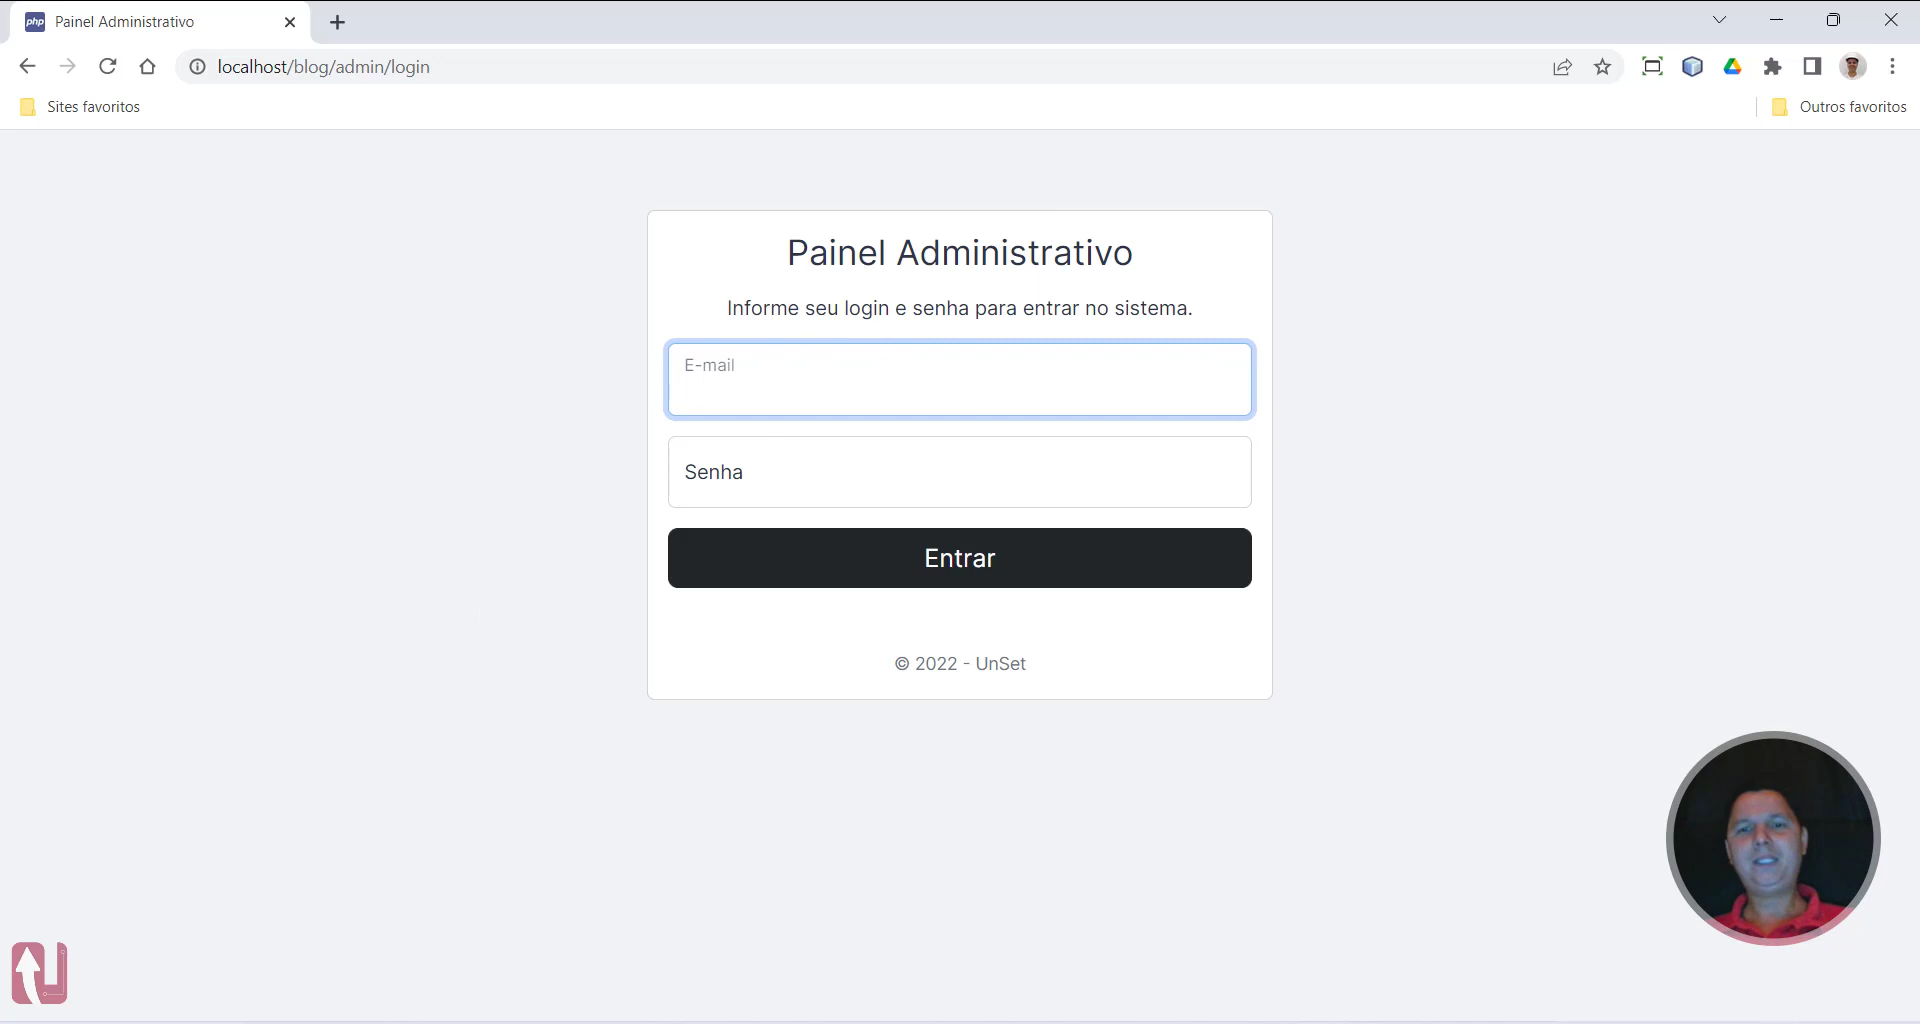 php Painel Administrativo
localhost/blog/admin/login
Sites favoritos
Outros favoritos
Painel Administrativo
Informe seu login e senha para entrar no sistema.
E-mail
Senha
Entrar
© 2022 - UnSet